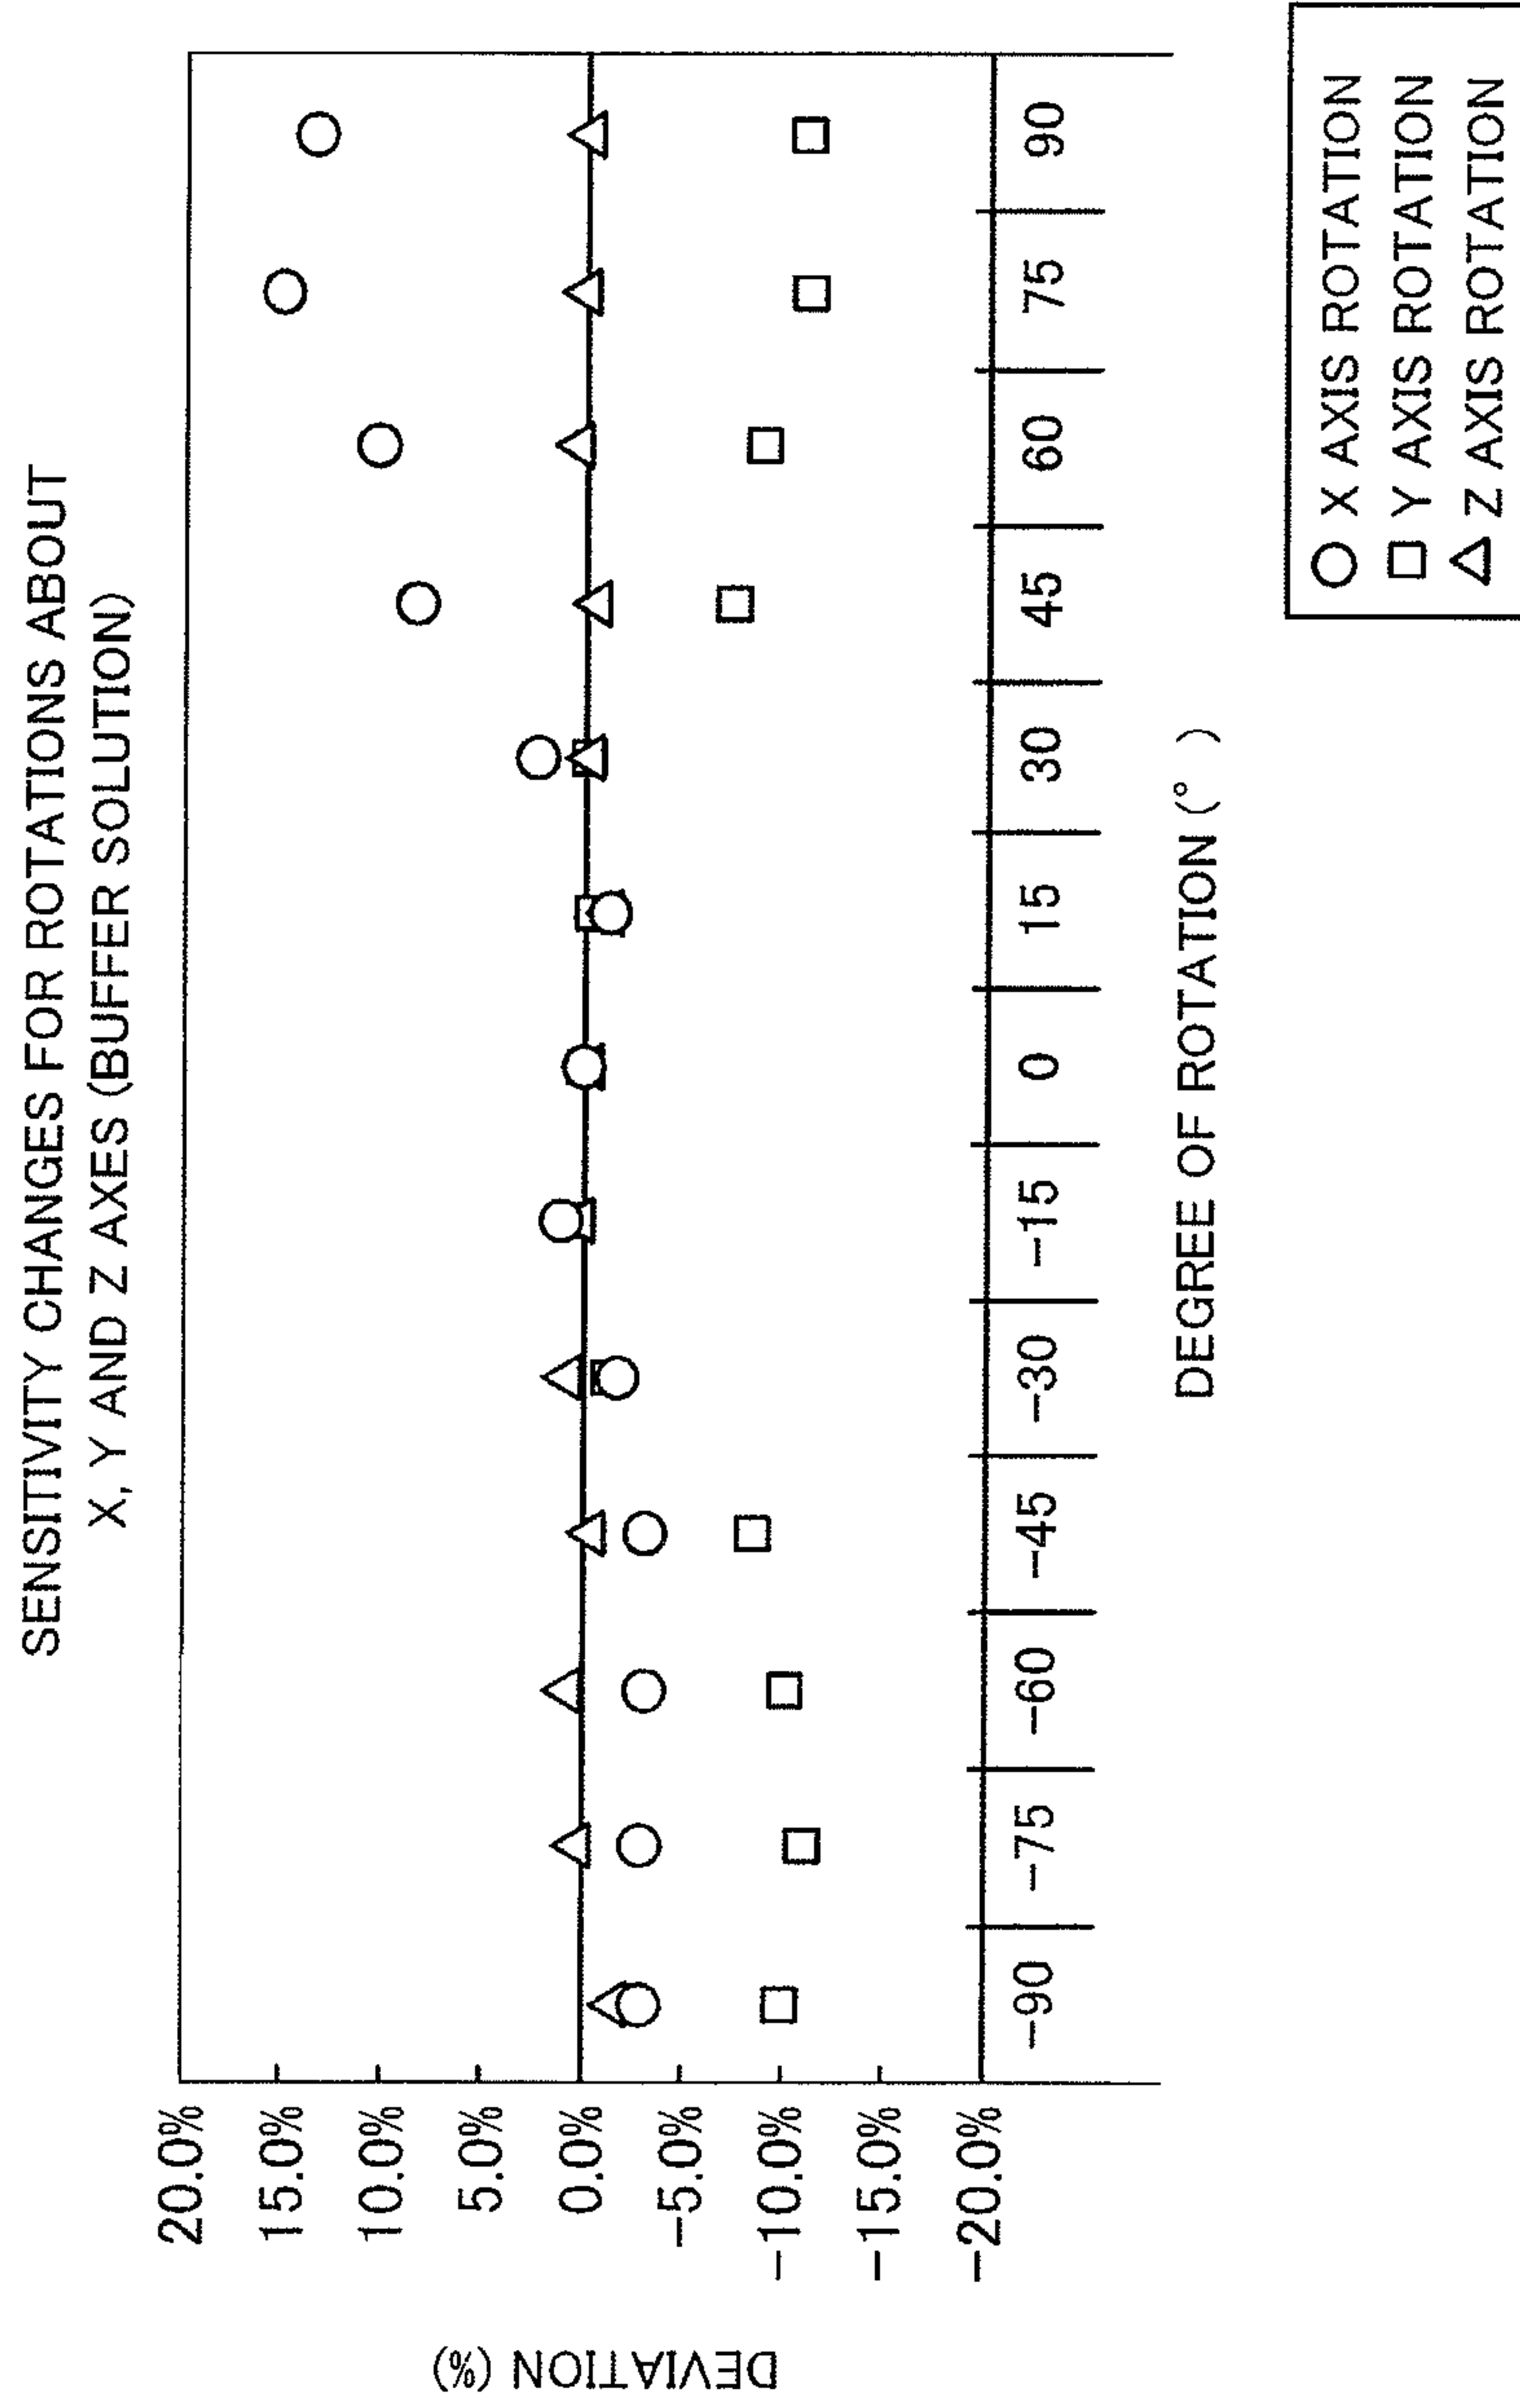 SENSITIVITY CHANGES FOR ROTATIONS ABOUT
X, Y AND Z AXES (BUFFER SOLUTION)
DEVIATION (%)
20.0%
15.0%
10.0%
5.0%
0.0%
-5.0%
-10.0%
-15.0%
-20.0%
-90 -75 -60 -45 -30 -15 0 15 30 45 60 75 90
DEGREE OF ROTATION (° )
X AXIS ROTATION
Y AXIS ROTATION
Z AXIS ROTATION